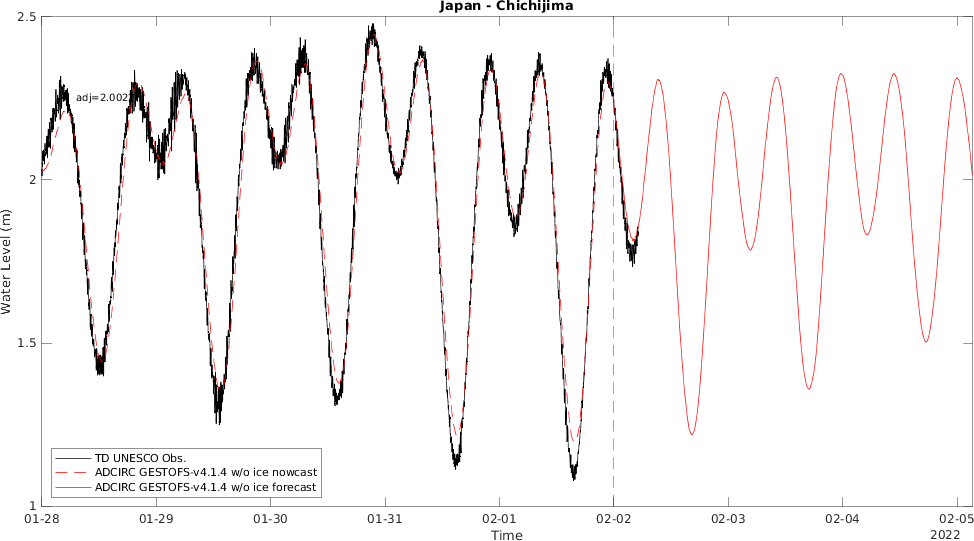 Japan - Chichijima
2.5
adj=2.002
2
Water Level (m)
1.5
TD UNESCO Obs.
ADCIRC GESTOFS-v4.1.4 w/o ice nowcast
ADCIRC GESTOFS-v4.1.4 w/o ice forecast
1
01-28 01-29 01-30 01-31 02-01 02-02 02-03 02-04 02-05
Time 2022